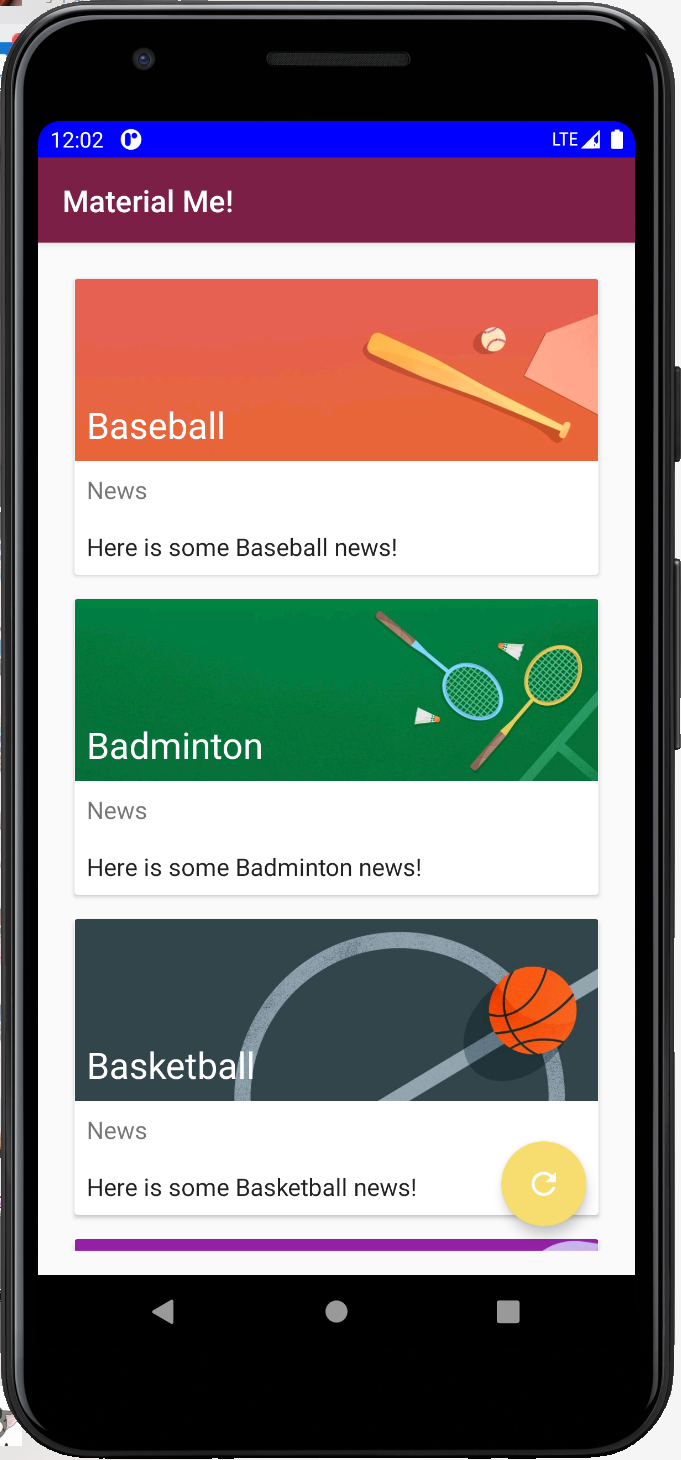 12:02
LTE
Material Me!
Baseball
News
Here is some Baseball news!
Badminton
News
Here is some Badminton news!
Basketball
News
Here is some Basketball news!